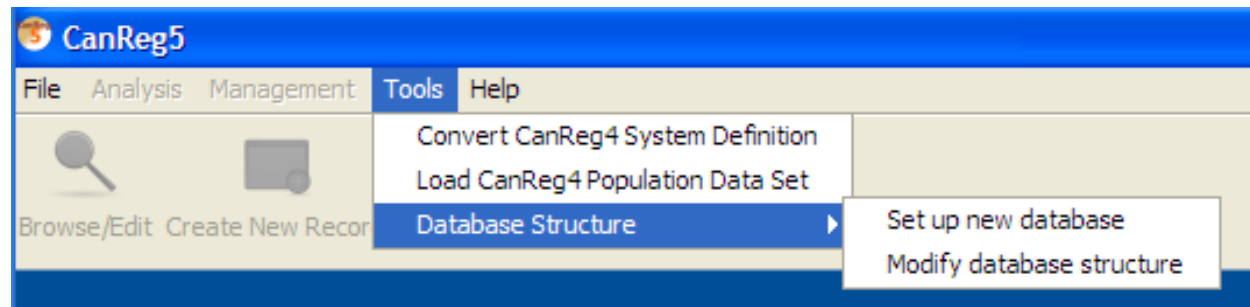 CanReg5
File Analysis Management Tools Help
Convert CanReg4 System Definition
Load CanReg4 Population Data Set
Browse/Edit Create New Recor Database Structure Set up new database
Modify database structure